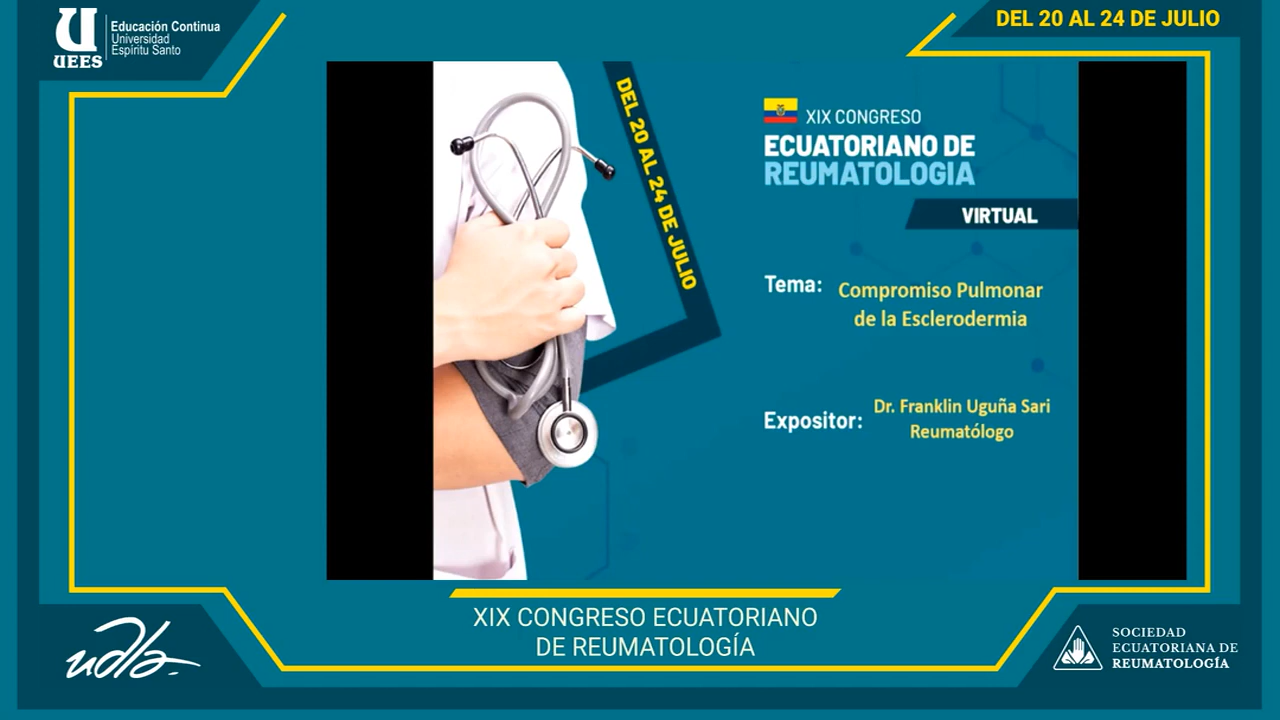 UEES
Educación Continua
Universidad
Espíritu Santo
DEL 20 AL 24 DE JULIO
DEL 20 AL 24 DE JULIO
XIX CONGRESO
ECUATORIANO DE
REUMATOLOGIA
VIRTUAL
Tema: Compromiso Pulmonar
de la Esclerodermia
Expositor: Dr. Franklin Uguña Sari
Reumatólogo
XIX CONGRESO ECUATORIANO
DE REUMATOLOGÍA
udla
SOCIEDAD
ECUATORIANA DE
REUMATOLOGÍA